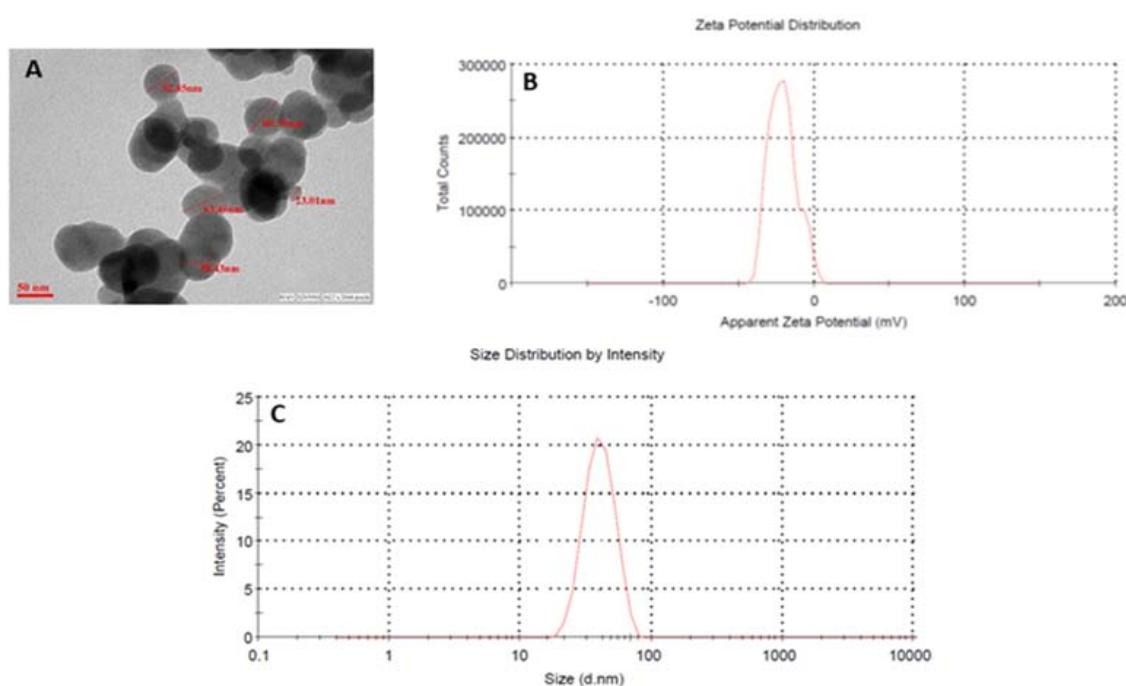 A
13.01nm
50 nm
Zeta Potential Distribution
B
300000
200000
100000
0
Total Counts
-100 0 100 200
Apparent Zeta Potential (mV)
Size Distribution by Intensity
C
25
20
15
10
5
0
Intensity (Percent)
0.1 1 10 100 1000 10000
Size (d.nm)